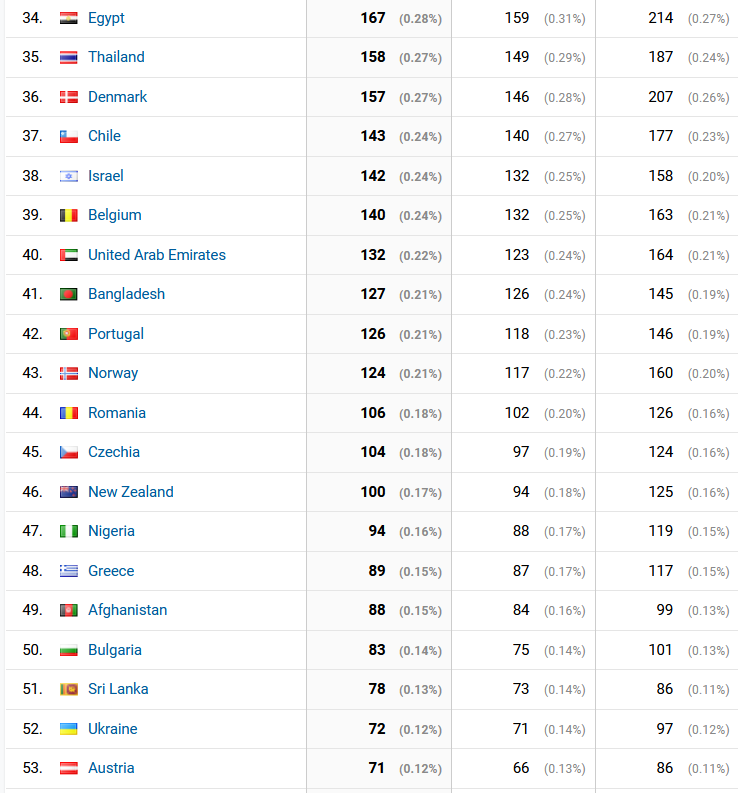 34. Egypt 167 (0.28%) 159 (0.31%) 214 (0.27%)
35. Thailand 158 (0.27%) 149 (0.29%) 187 (0.24%)
36. Denmark 157 (0.27%) 146 (0.28%) 207 (0.26%)
37. Chile 143 (0.24%) 140 (0.27%) 177 (0.23%)
38. Israel 142 (0.24%) 132 (0.25%) 158 (0.20%)
39. Belgium 140 (0.24%) 132 (0.25%) 163 (0.21%)
40. United Arab Emirates 132 (0.22%) 123 (0.24%) 164 (0.21%)
41. Bangladesh 127 (0.21%) 126 (0.24%) 145 (0.19%)
42. Portugal 126 (0.21%) 118 (0.23%) 146 (0.19%)
43. Norway 124 (0.21%) 117 (0.22%) 160 (0.20%)
44. Romania 106 (0.18%) 102 (0.20%) 126 (0.16%)
45. Czechia 104 (0.18%) 97 (0.19%) 124 (0.16%)
46. New Zealand 100 (0.17%) 94 (0.18%) 125 (0.16%)
47. Nigeria 94 (0.16%) 88 (0.17%) 119 (0.15%)
48. Greece 89 (0.15%) 87 (0.17%) 117 (0.15%)
49. Afghanistan 88 (0.15%) 84 (0.16%) 99 (0.13%)
50. Bulgaria 83 (0.14%) 75 (0.14%) 101 (0.13%)
51. Sri Lanka 78 (0.13%) 73 (0.14%) 86 (0.11%)
52. Ukraine 72 (0.12%) 71 (0.14%) 97 (0.12%)
53. Austria 71 (0.12%) 66 (0.13%) 86 (0.11%)